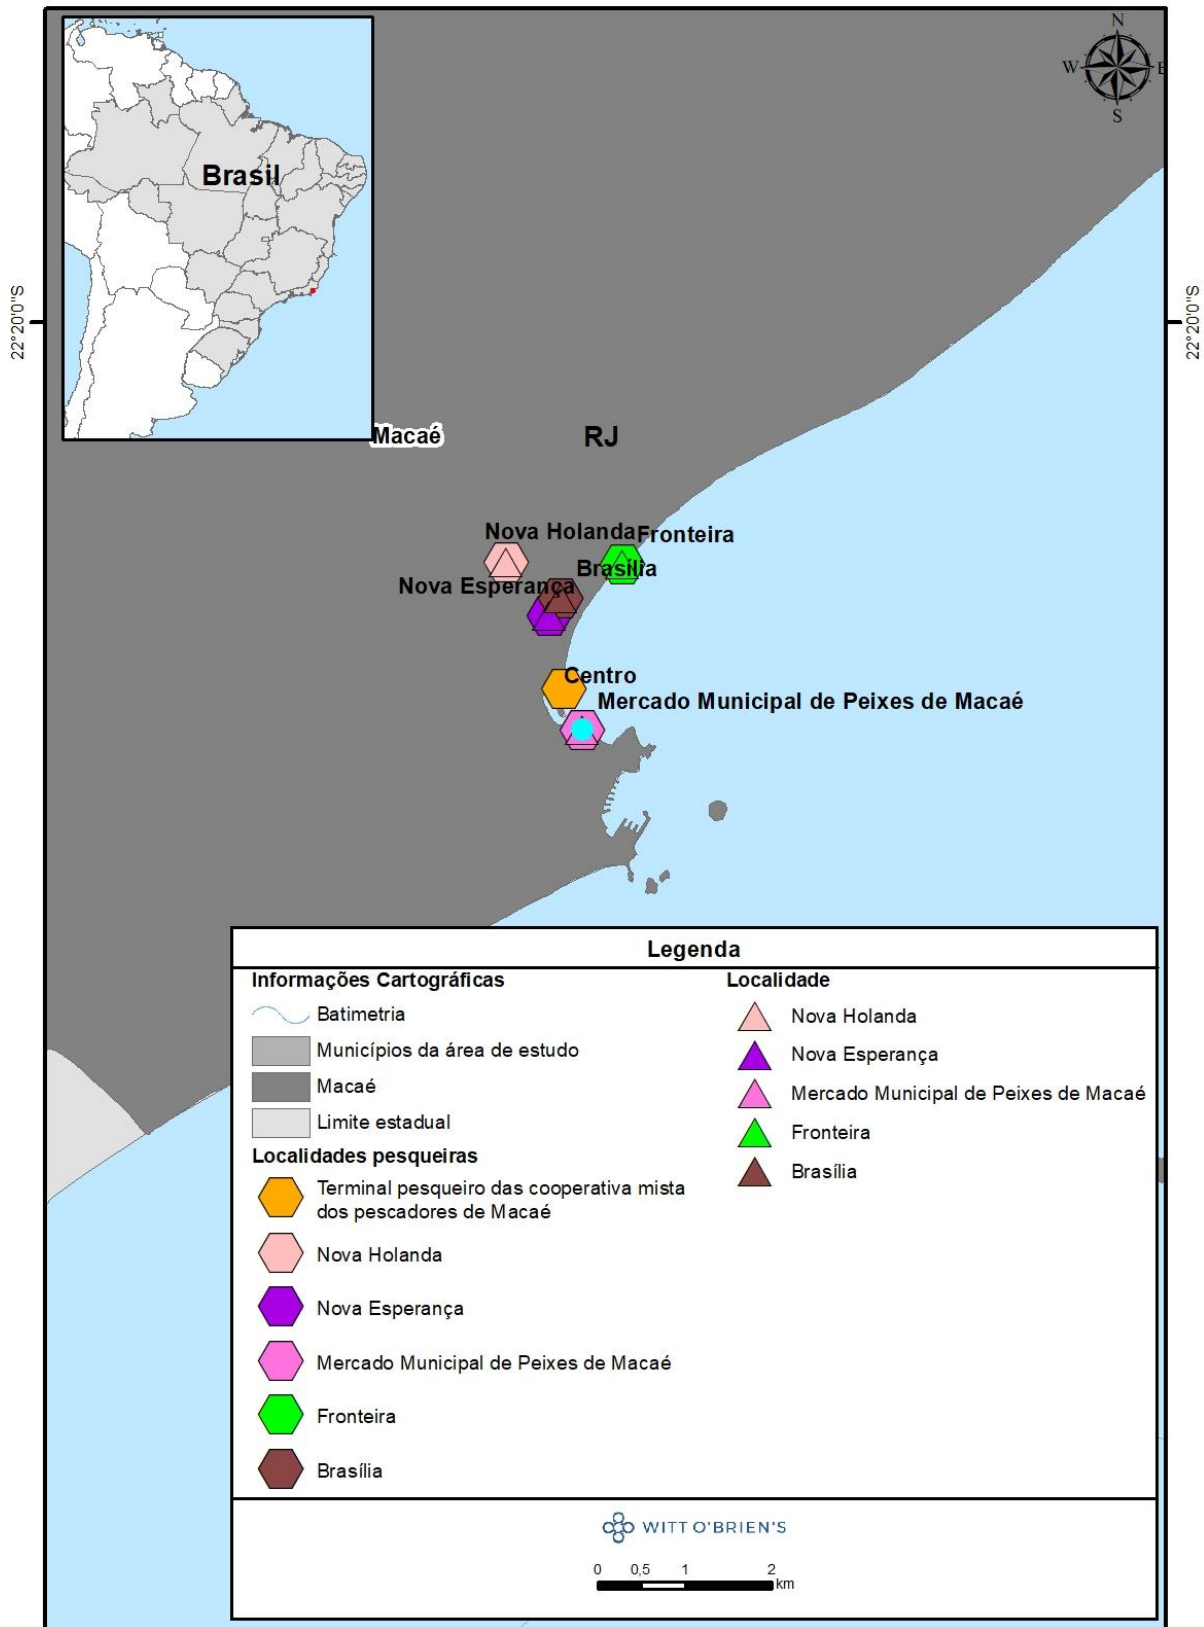 N
W
E
S
Brasil
22°20'0"S
22°20'0"S
Macaé
RJ
Nova Holanda
Fronteira
Brasília
Nova Esperança
Centro
Mercado Municipal de Peixes de Macaé
Legenda
Informações Cartográficas
Batimetria
Municípios da área de estudo
Macaé
Limite estadual
Localidades pesqueiras
Terminal pesqueiro das cooperativa mista
dos pescadores de Macaé
Nova Holanda
Nova Esperança
Mercado Municipal de Peixes de Macaé
Fronteira
Brasília
Localidade
Nova Holanda
Nova Esperança
Mercado Municipal de Peixes de Macaé
Fronteira
Brasília
WITT O'BRIEN'S
0 0,5 1 2
km